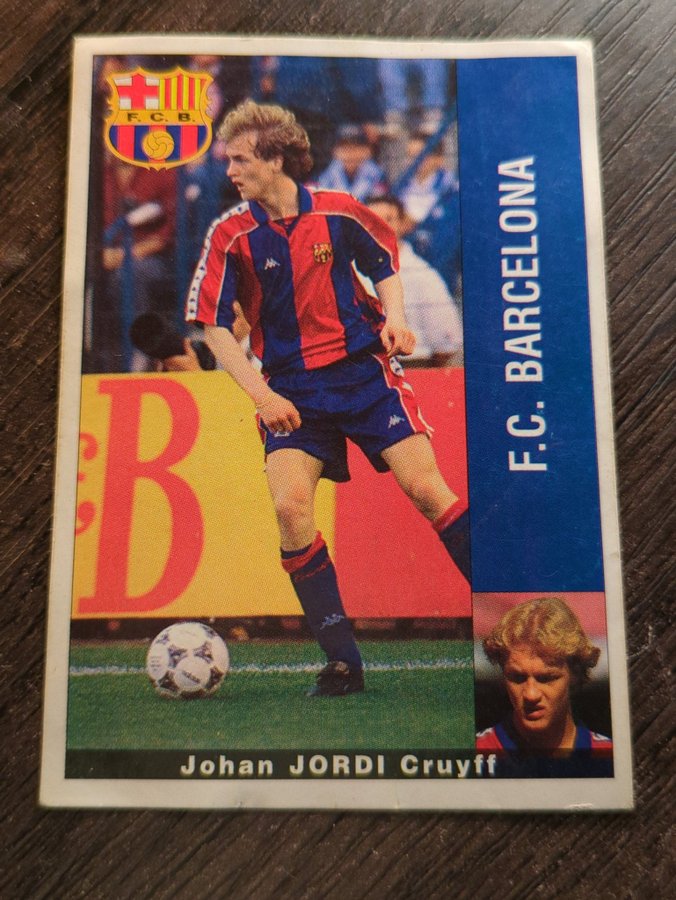 F. C. B.
F.C. BARCELONA
B
Johan JORDI Cruyff